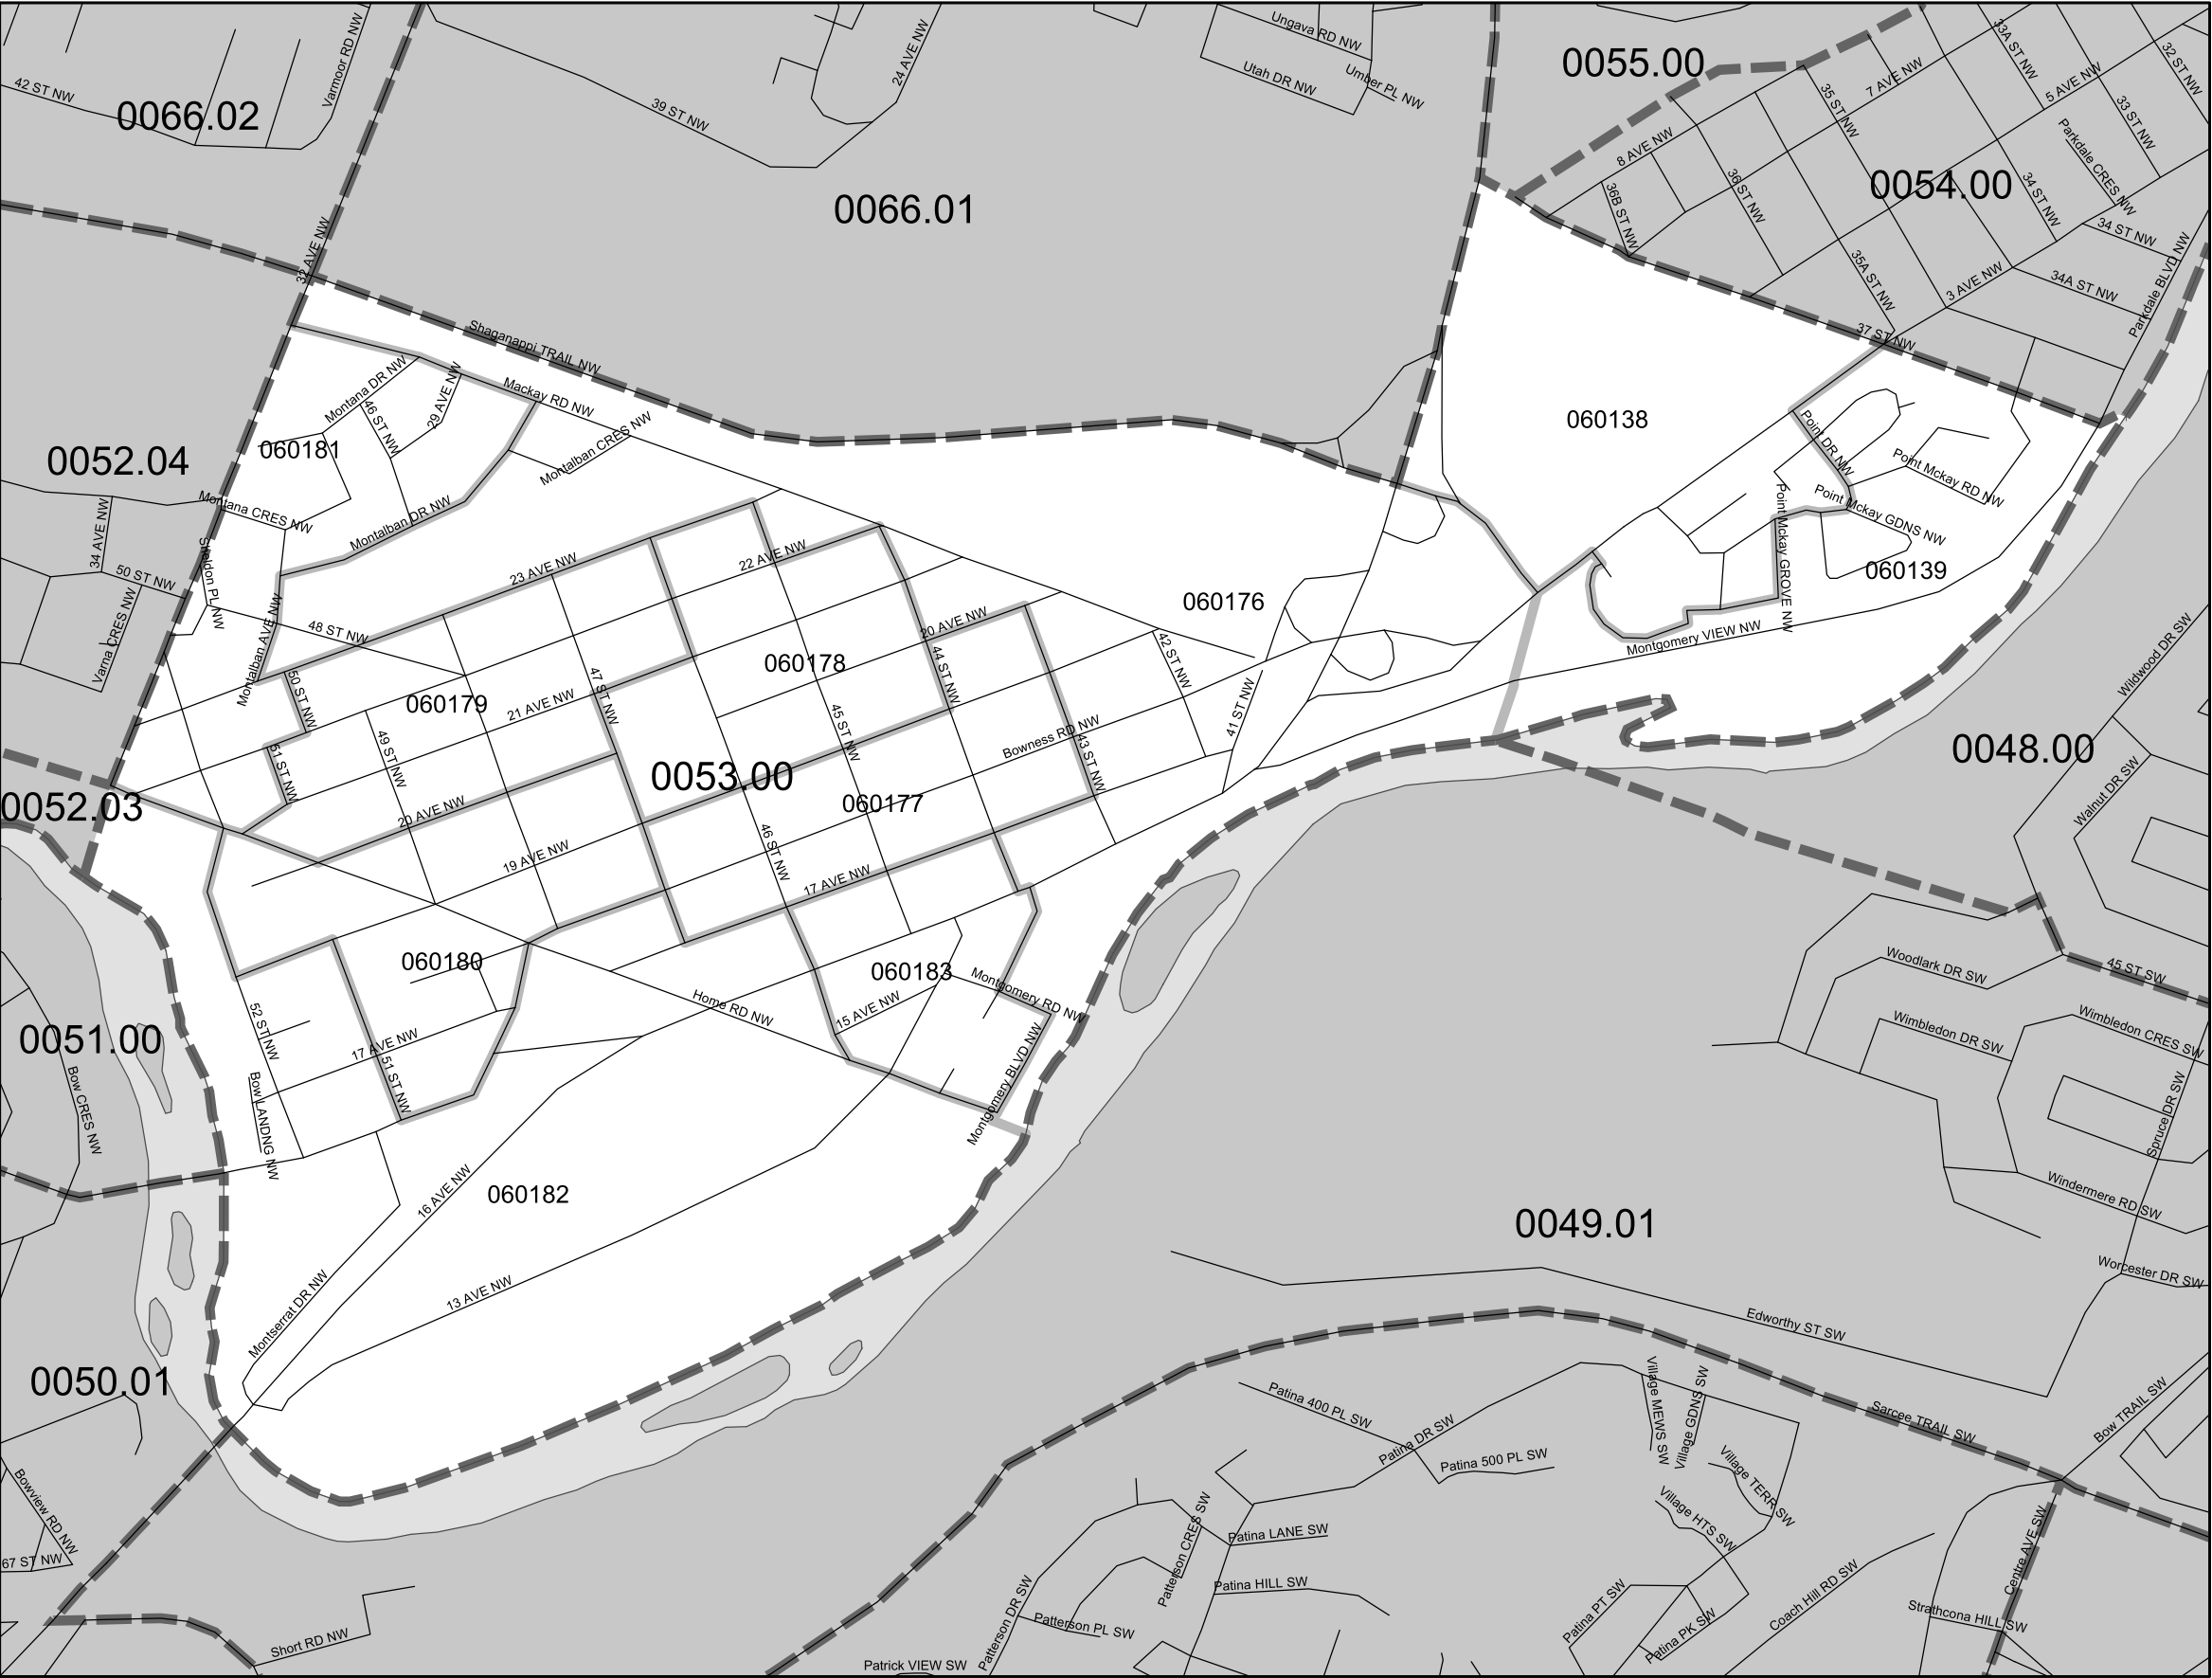 Ungava RD NW
Utah DR NW
Umber PL NW
0055.00
33A ST NW
32 ST NW
7 AVE NW
5 AVE NW
35 ST NW
33 ST NW
8 AVE NW
Parkdale CRES NW
36 ST NW
36B ST NW
0054.00
34 ST NW
34 ST NW
34A ST NW
35A ST NW
3 AVE NW
Parkdale BLVD NW
37 ST NW
Varmoor RD NW
42 ST NW
0066.02
24 AVE NW
39 ST NW
0066.01
32 AVE NW
Shaganappi TRAIL NW
Mackay RD NW
Montana DR NW
29 AVE NW
46 ST NW
060181
Montalban CRES NW
0052.04
Montana CRES NW
Montalban DR NW
34 AVE NW
50 ST NW
Sheldon PL NW
Varna CRES NW
Montalban AVE NW
48 ST NW
23 AVE NW
22 AVE NW
20 AVE NW
060138
Point DR NW
Point Mckay RD NW
Point Mckay GDNS NW
Point Mckay GROVE NW
060139
Montgomery VIEW NW
060176
060178
42 ST NW
44 ST NW
41 ST NW
50 ST NW
47 ST NW
060179
21 AVE NW
45 ST NW
Bowness RD NW
43 ST NW
49 ST NW
51 ST NW
0053.00
060177
20 AVE NW
19 AVE NW
46 ST NW
17 AVE NW
0052.03
0048.00
Wildwood DR SW
Walnut DR SW
060180
060183
Montgomery RD NW
Home RD NW
15 AVE NW
52 ST NW
17 AVE NW
51 ST NW
Bow LANDNG NW
Montgomery BLVD NW
0051.00
Bow CRES NW
Woodlark DR SW
45 ST SW
Wimbledon DR SW
Wimbledon CRES SW
Spruce DR SW
Windermere RD SW
Worcester DR SW
16 AVE NW
060182
13 AVE NW
Montserrat DR NW
0049.01
Edworthy ST SW
0050.01
Bowview RD NW
67 ST NW
Short RD NW
Sarcee TRAIL SW
Bow TRAIL SW
Village MEWS SW
Village GDNS SW
Patina 400 PL SW
Patina DR SW
Patina 500 PL SW
Village TERR SW
Village HTS SW
Patterson CRES SW
Patina LANE SW
Patina HILL SW
Patterson DR SW
Patterson PL SW
Patrick VIEW SW
Patina PT SW
Patina PK SW
Coach Hill RD SW
Centre AVE SW
Strathcona HILL SW